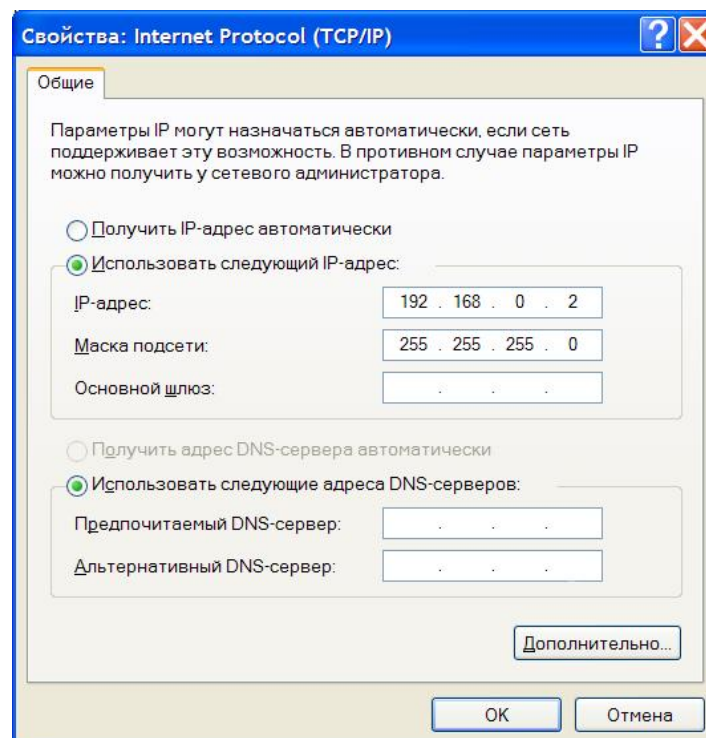 Свойства: Internet Protocol (TCP/IP)
Общие
Параметры IP могут назначаться автоматически, если сеть
поддерживает эту возможность. В противном случае параметры IP
можно получить у сетевого администратора.
Получить IP-адрес автоматически
Использовать следующий IP-адрес:
IP-адрес: 192 . 168 . 0 . 2
Маска подсети: 255 . 255 . 255 . 0
Основной шлюз: . . .
Получить адрес DNS-сервера автоматически
Использовать следующие адреса DNS-серверов:
Предпочитаемый DNS-сервер: . . .
Альтернативный DNS-сервер: . . .
Дополнительно...
OK Отмена